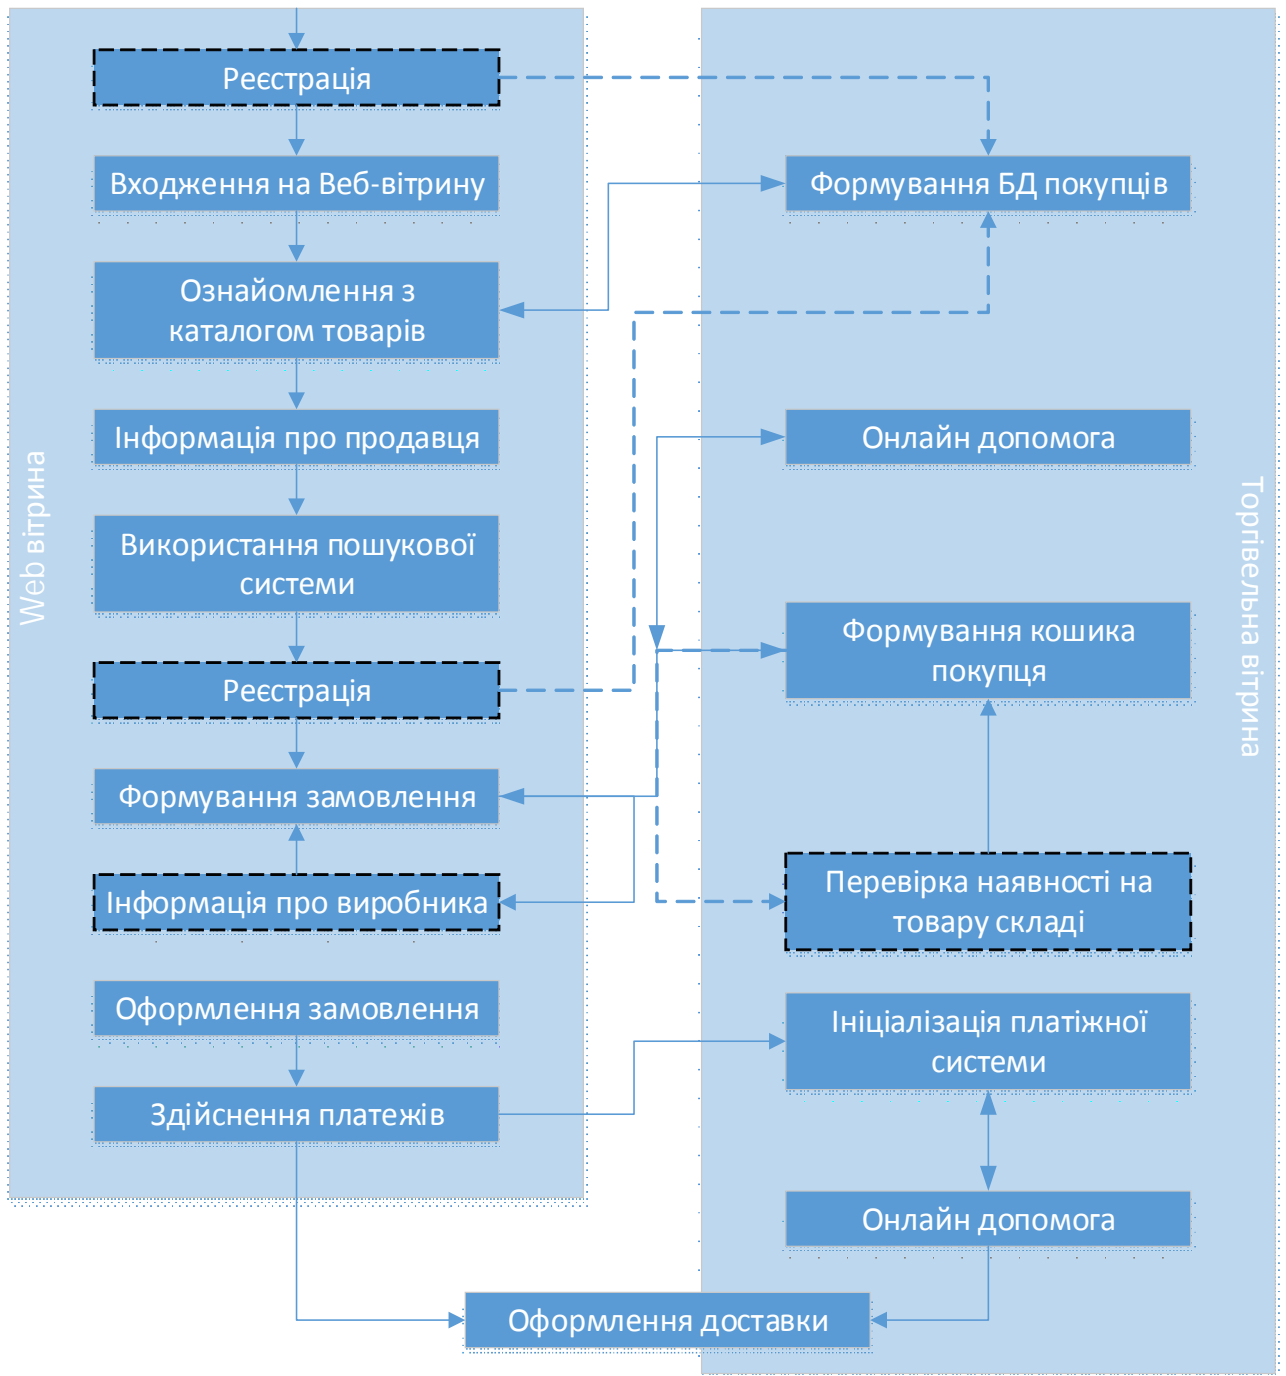 Web вітрина
Реєстрація
Входження на Веб-вітрину
Ознайомлення з
каталогом товарів
Інформація про продавця
Використання пошукової
системи
Реєстрація
Формування замовлення
Інформація про виробника
Оформлення замовлення
Здійснення платежів
Торгівельна вітрина
Формування БД покупців
Онлайн допомога
Формування кошика
покупця
Перевірка наявності на
товару складі
Ініціалізація платіжної
системи
Онлайн допомога
Оформлення доставки